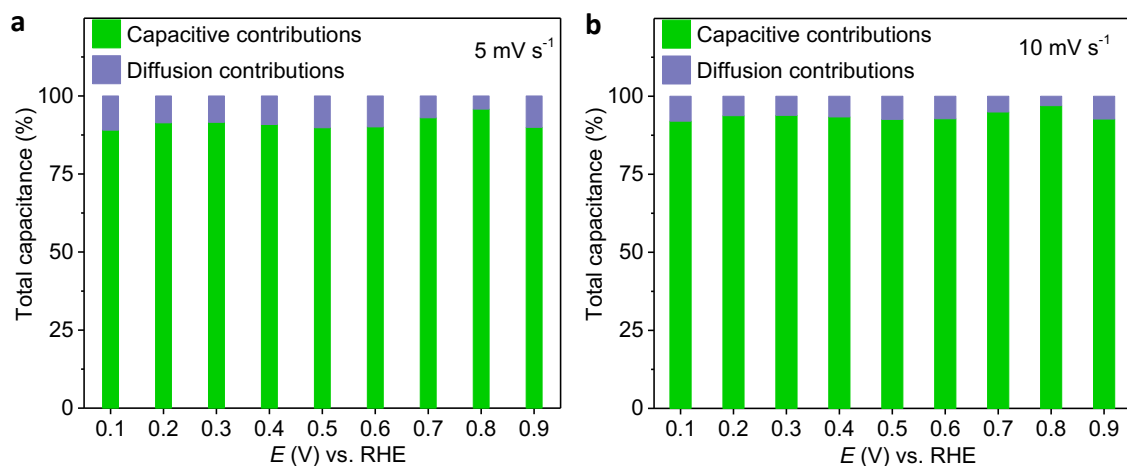 a
Capacitive contributions
Diffusion contributions
5 mV s⁻¹
100
75
50
25
0
Total capacitance (%)
0.1 0.2 0.3 0.4 0.5 0.6 0.7 0.8 0.9
E (V) vs. RHE
b
Capacitive contributions
Diffusion contributions
10 mV s⁻¹
100
75
50
25
0
Total capacitance (%)
0.1 0.2 0.3 0.4 0.5 0.6 0.7 0.8 0.9
E (V) vs. RHE